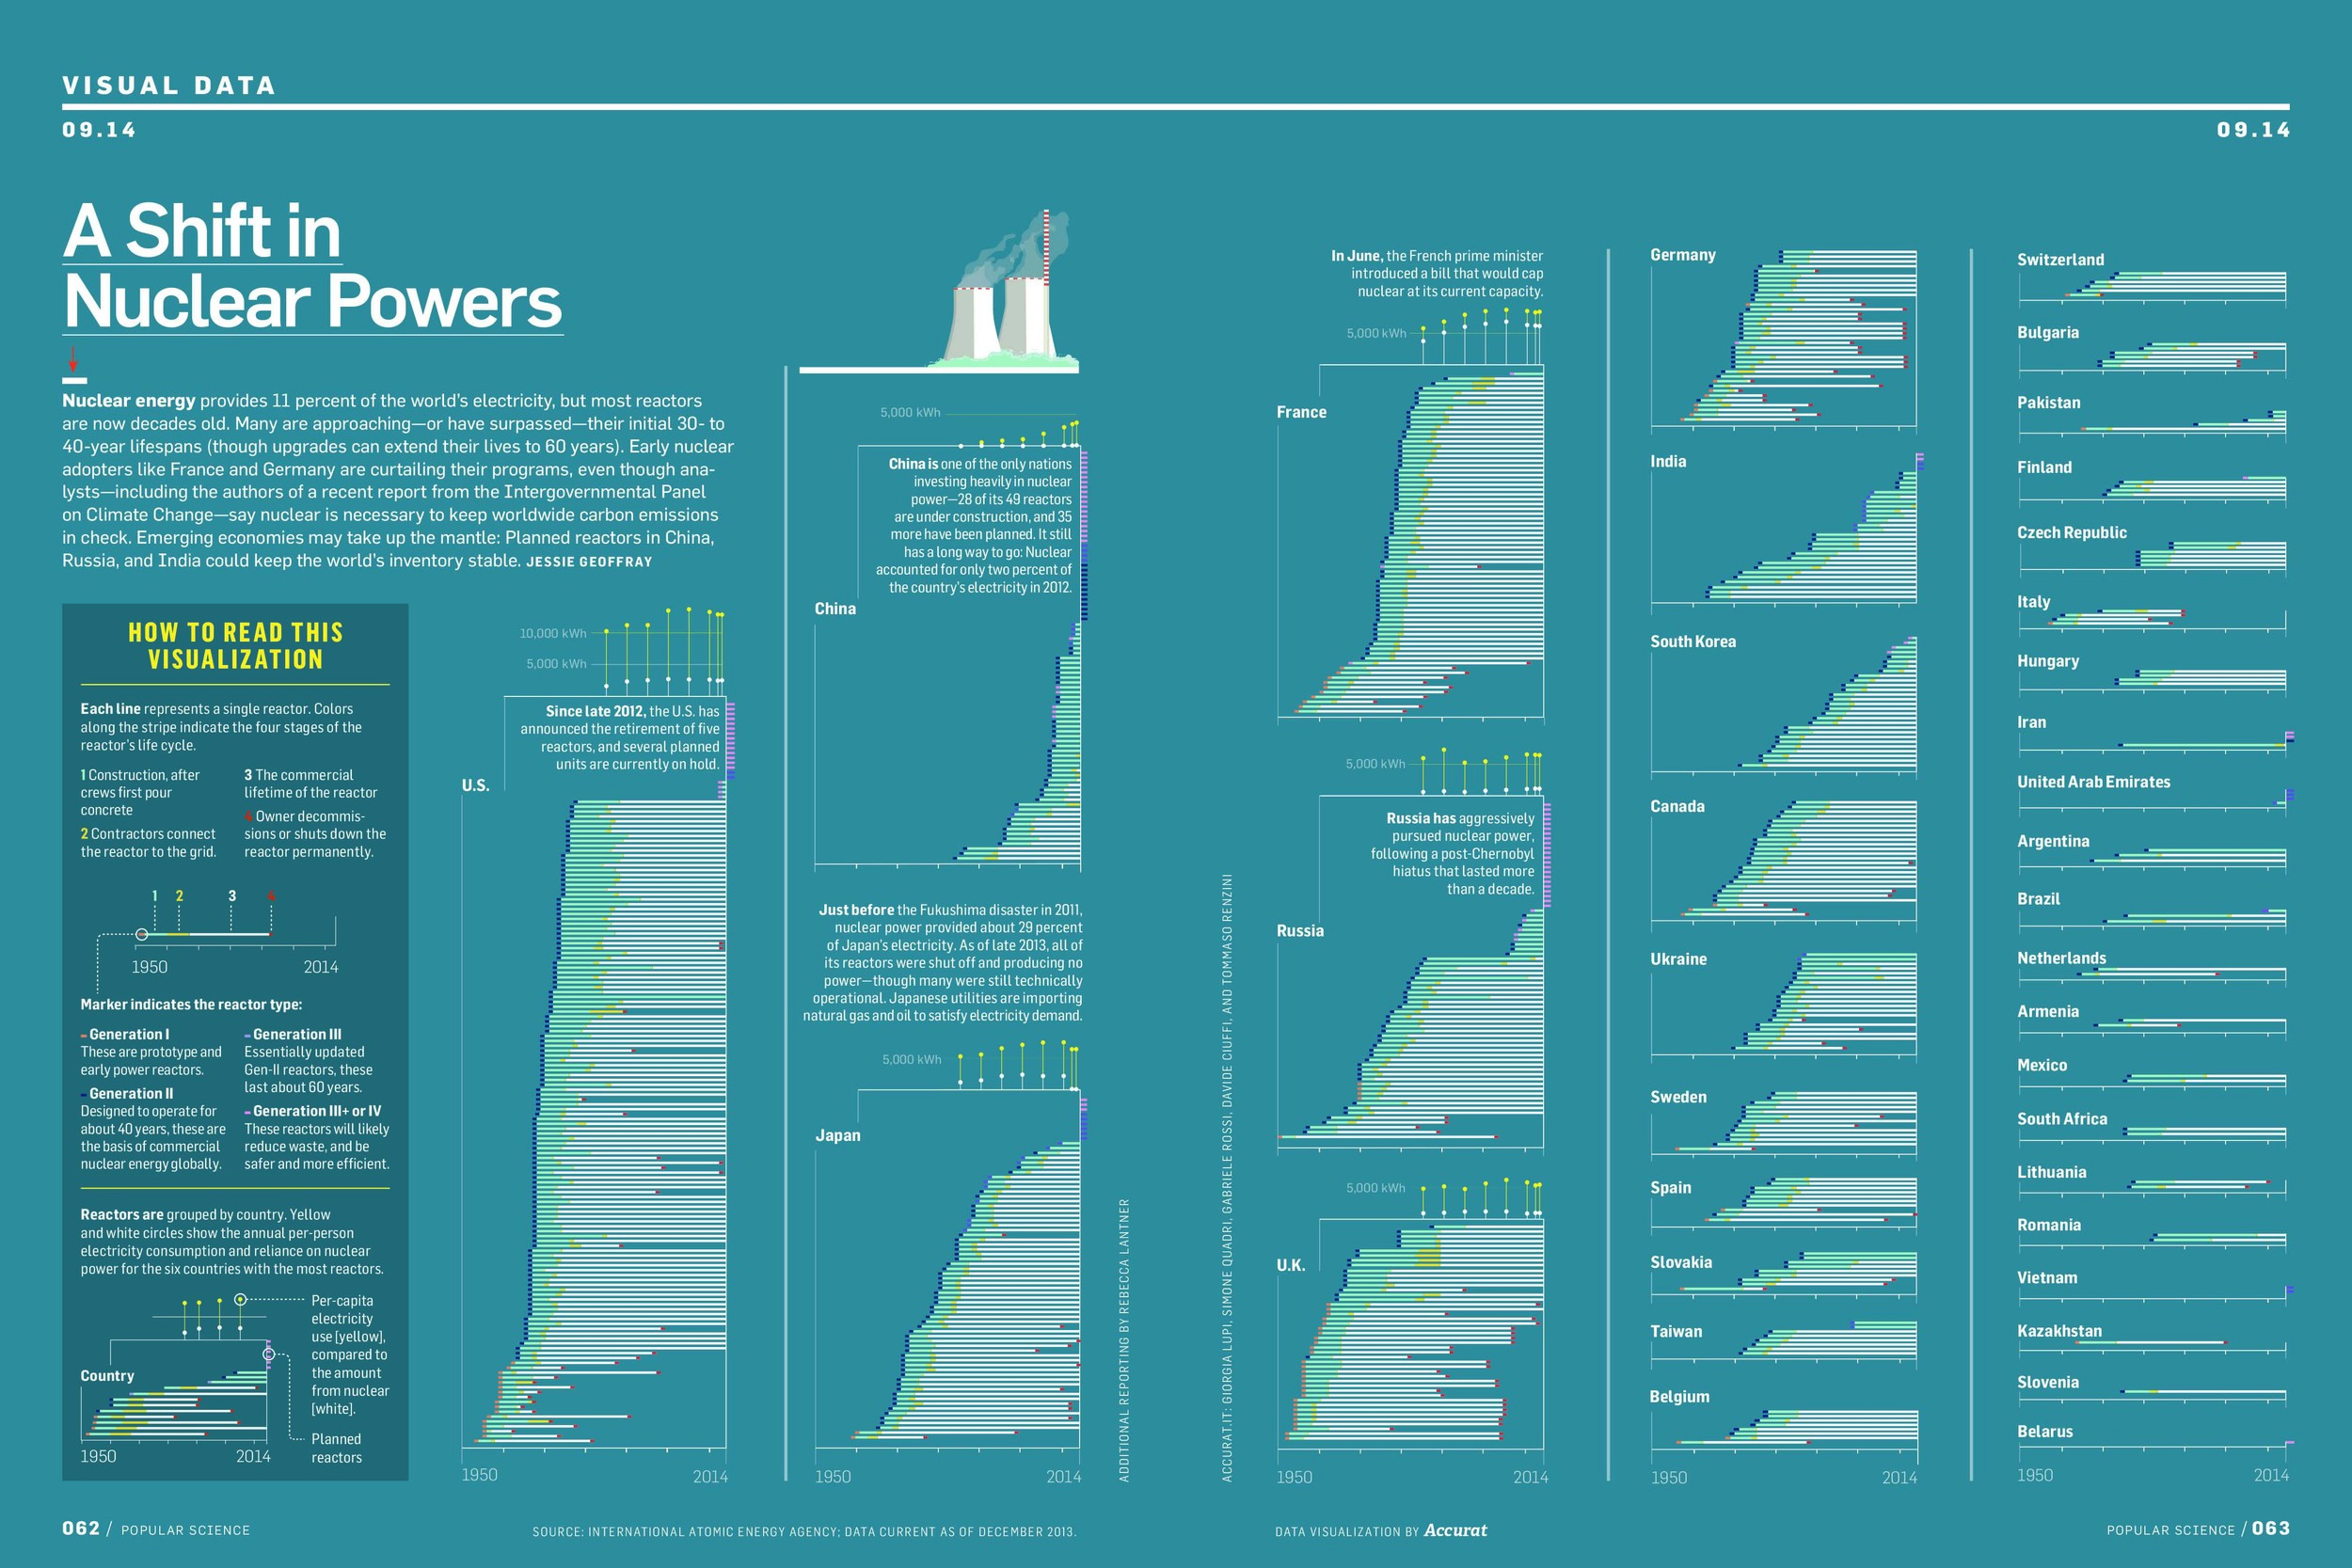 VISUAL DATA
09.14
09.14
A Shift in
Nuclear Powers
Nuclear energy provides 11 percent of the world's electricity, but most reactors
are now decades old. Many are approaching—or have surpassed—their initial 30- to
40-year lifespans (though upgrades can extend their lives to 60 years). Early nuclear
adopters like France and Germany are curtailing their programs, even though ana-
lysts—including the authors of a recent report from the Intergovernmental Panel
on Climate Change—say nuclear is necessary to keep worldwide carbon emissions
in check. Emerging economies may take up the mantle: Planned reactors in China,
Russia, and India could keep the world's inventory stable. JESSIE GEOFFRAY
HOW TO READ THIS
VISUALIZATION
Each line represents a single reactor. Colors
along the stripe indicate the four stages of the
reactor's life cycle.
1 Construction, after
crews first pour
concrete
2 Contractors connect
the reactor to the grid.
3 The commercial
lifetime of the reactor
4 Owner decommis-
sions or shuts down the
reactor permanently.
1 2 3 4
1950 2014
Marker indicates the reactor type:
Generation I
These are prototype and
early power reactors.
Generation II
Designed to operate for
about 40 years, these are
the basis of commercial
nuclear energy globally.
Generation III
Essentially updated
Gen-II reactors, these
last about 60 years.
Generation III+ or IV
These reactors will likely
reduce waste, and be
safer and more efficient.
Reactors are grouped by country. Yellow
and white circles show the annual per-person
electricity consumption and reliance on nuclear
power for the six countries with the most reactors.
Per-capita
electricity
use [yellow],
compared to
the amount
from nuclear
[white].
Planned
reactors
Country
1950 2014
10,000 kWh
5,000 kWh
Since late 2012, the U.S. has
announced the retirement of five
reactors, and several planned
units are currently on hold.
U.S.
1950 2014
5,000 kWh
China is one of the only nations
investing heavily in nuclear
power—28 of its 49 reactors
are under construction, and 35
more have been planned. It still
has a long way to go: Nuclear
accounted for only two percent of
the country's electricity in 2012.
China
Just before the Fukushima disaster in 2011,
nuclear power provided about 29 percent
of Japan's electricity. As of late 2013, all of
its reactors were shut off and producing no
power—though many were still technically
operational. Japanese utilities are importing
natural gas and oil to satisfy electricity demand.
5,000 kWh
Japan
1950 2014
ADDITIONAL REPORTING BY REBECCA LANTNER
ACCURAT.IT: GIORGIA LUPI, SIMONE QUADRI, GABRIELE ROSSI, DAVIDE CIUFFI, AND TOMMASO RENZINI
In June, the French prime minister
introduced a bill that would cap
nuclear at its current capacity.
5,000 kWh
France
5,000 kWh
Russia has aggressively
pursued nuclear power,
following a post-Chernobyl
hiatus that lasted more
than a decade.
Russia
5,000 kWh
U.K.
1950 2014
Germany
India
South Korea
Canada
Ukraine
Sweden
Spain
Slovakia
Taiwan
Belgium
1950 2014
Switzerland
Bulgaria
Pakistan
Finland
Czech Republic
Italy
Hungary
Iran
United Arab Emirates
Argentina
Brazil
Netherlands
Armenia
Mexico
South Africa
Lithuania
Romania
Vietnam
Kazakhstan
Slovenia
Belarus
1950 2014
062 / POPULAR SCIENCE
SOURCE: INTERNATIONAL ATOMIC ENERGY AGENCY; DATA CURRENT AS OF DECEMBER 2013.
DATA VISUALIZATION BY Accurat
POPULAR SCIENCE / 063